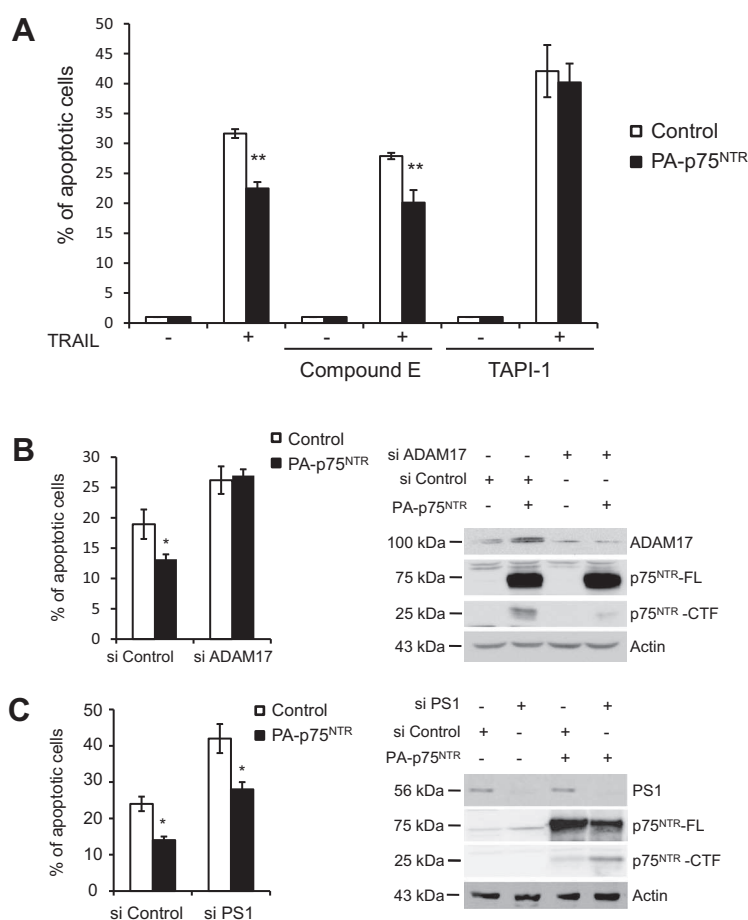 A
% of apoptotic cells
50
45
40
35
30
25
20
15
10
5
0
** **
Control
PA-p75NTR
TRAIL - + - + - +
Compound E TAPI-1
B
% of apoptotic cells
30
25
20
15
10
5
0
*
Control
PA-p75NTR
si Control si ADAM17
si ADAM17 - - + +
si Control + + - -
PA-p75NTR - + - +
100 kDa ADAM17
75 kDa p75NTR-FL
25 kDa p75NTR -CTF
43 kDa Actin
C
% of apoptotic cells
50
40
30
20
10
0
* *
Control
PA-p75NTR
si Control si PS1
si PS1 - + - +
si Control + - + -
PA-p75NTR - - + +
56 kDa PS1
75 kDa p75NTR-FL
25 kDa p75NTR -CTF
43 kDa Actin